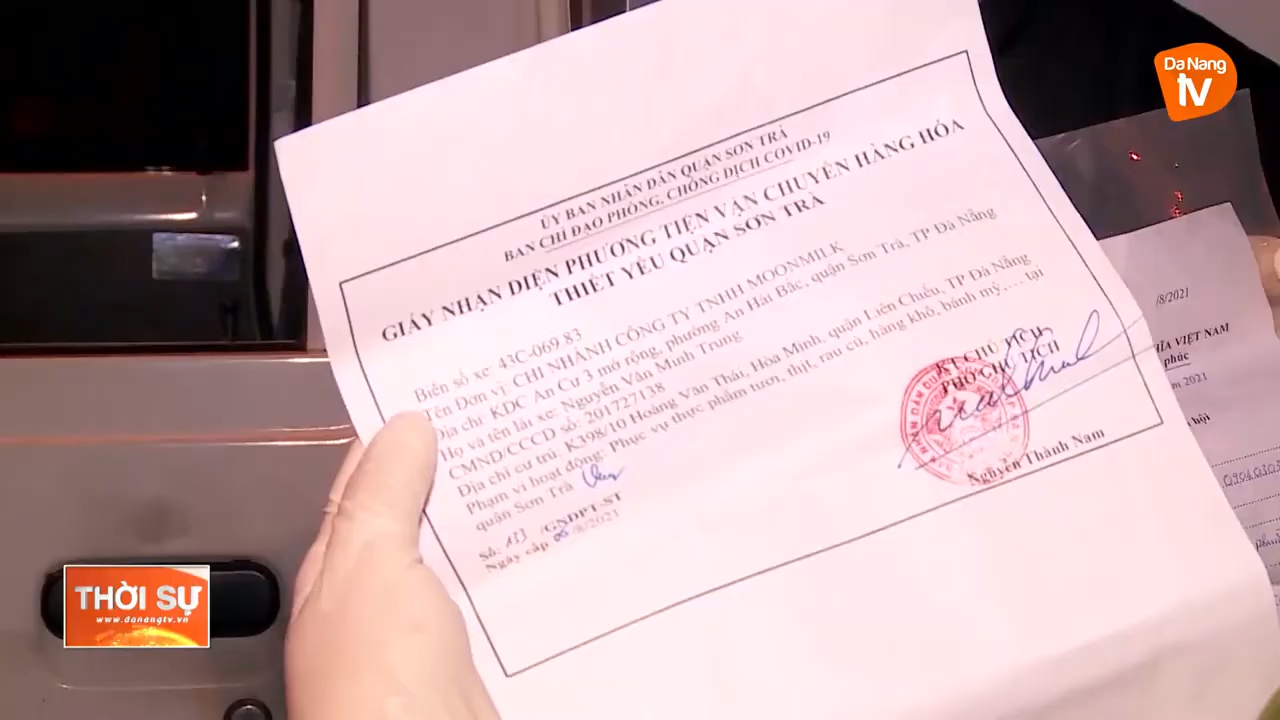 Da Nang
tv
ỦY BAN NHÂN DÂN QUẬN SƠN TRÀ
BAN CHỈ ĐẠO PHÒNG, CHỐNG DỊCH COVID-19
GIẤY NHẬN DIỆN PHƯƠNG TIỆN VẬN CHUYỂN HÀNG HÓA
THIẾT YẾU QUẬN SƠN TRÀ
Biển số xe: 43C-069.83
Tên Đơn vị: CHI NHÁNH CÔNG TY TNHH MOONMILK
Địa chỉ: KDC An Cư 3 mở rộng, phường An Hải Bắc, quận Sơn Trà, TP Đà Nẵng
Họ và tên lái xe: Nguyễn Văn Minh Trung
CMND/CCCD số: 201727138
Địa chỉ cư trú: K398/10 Hoàng Văn Thái, Hòa Minh, quận Liên Chiểu, TP Đà Nẵng
Phạm vi hoạt động: Phục vụ thực phẩm tươi, thịt, rau củ, hàng khô, bánh mỳ,… tại
quận Sơn Trà
Số: 133 /GNDPT-ST
Ngày cấp /8/2021
KT.CHỦ TỊCH
PHÓ CHỦ TỊCH
Nguyễn Thành Nam
/8/2021
HĨA VIỆT NAM
phúc
2021
hội
THỜI SỰ
www.danangtv.vn